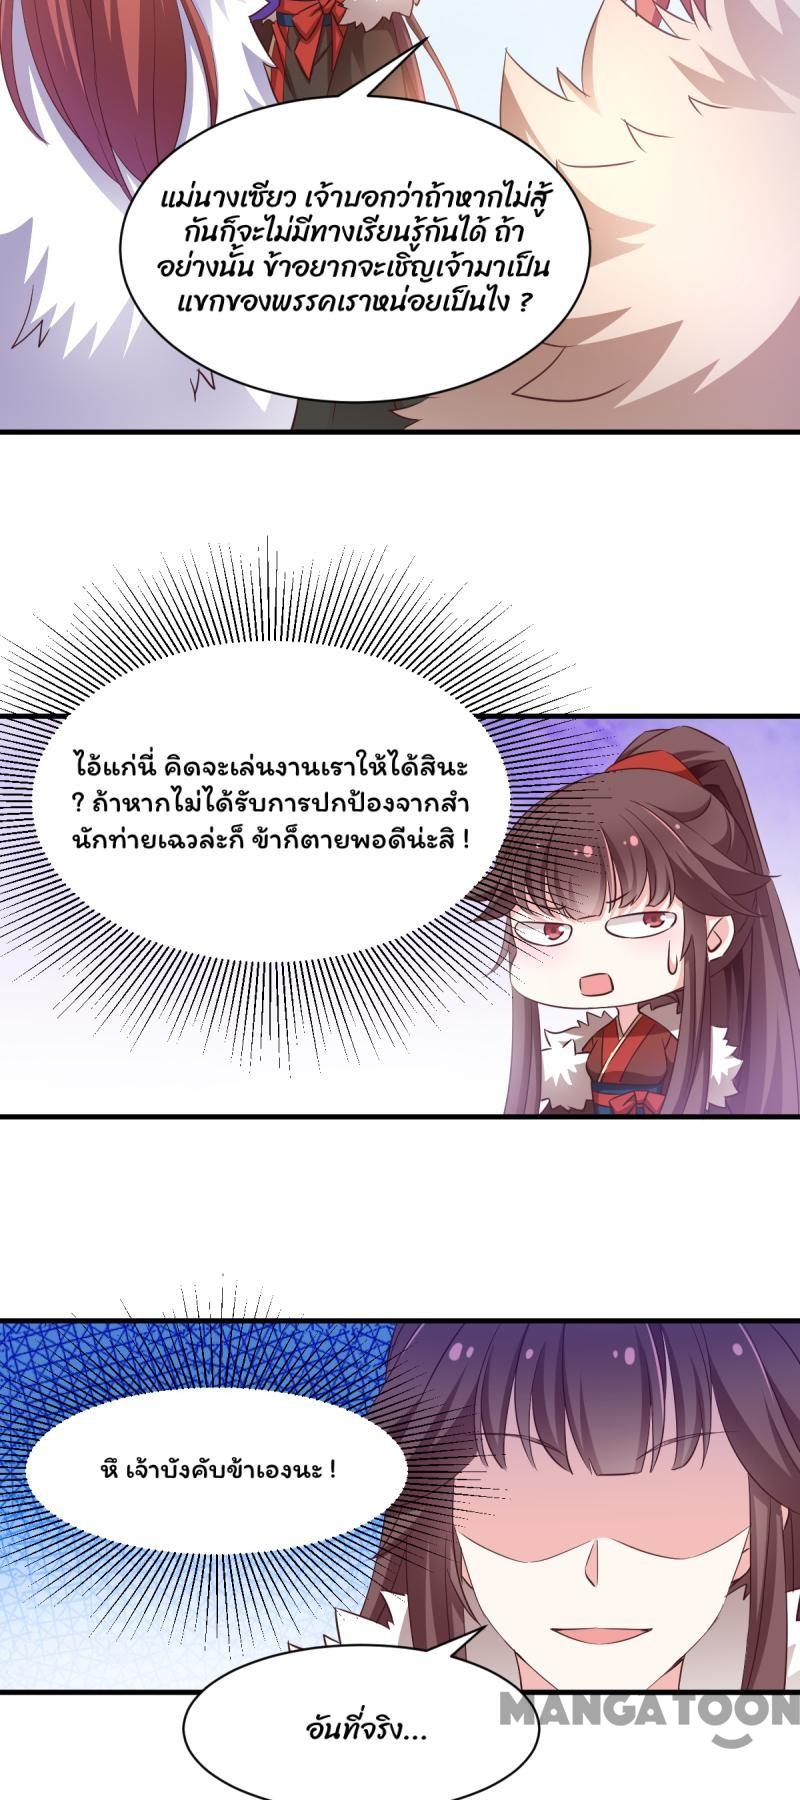 แม่นางเซียว เจ้าบอกว่าถ้าหากไม่สู้
กันก็จะไม่มีทางเรียนรู้กันได้ ถ้า
อย่างนั้น ข้าอยากจะเชิญเจ้ามาเป็น
แขกของพรรคเราหน่อยเป็นไง ?
ไอ้แก่นี่ คิดจะเล่นงานเราให้ได้สินะ
? ถ้าหากไม่ได้รับการปกป้องจากสำ
นักท่ายเฉวล่ะก็ ข้าก็ตายพอดีน่ะสิ !
หึ เจ้าบังคับข้าเองนะ !
อันที่จริง...
MANGATOON